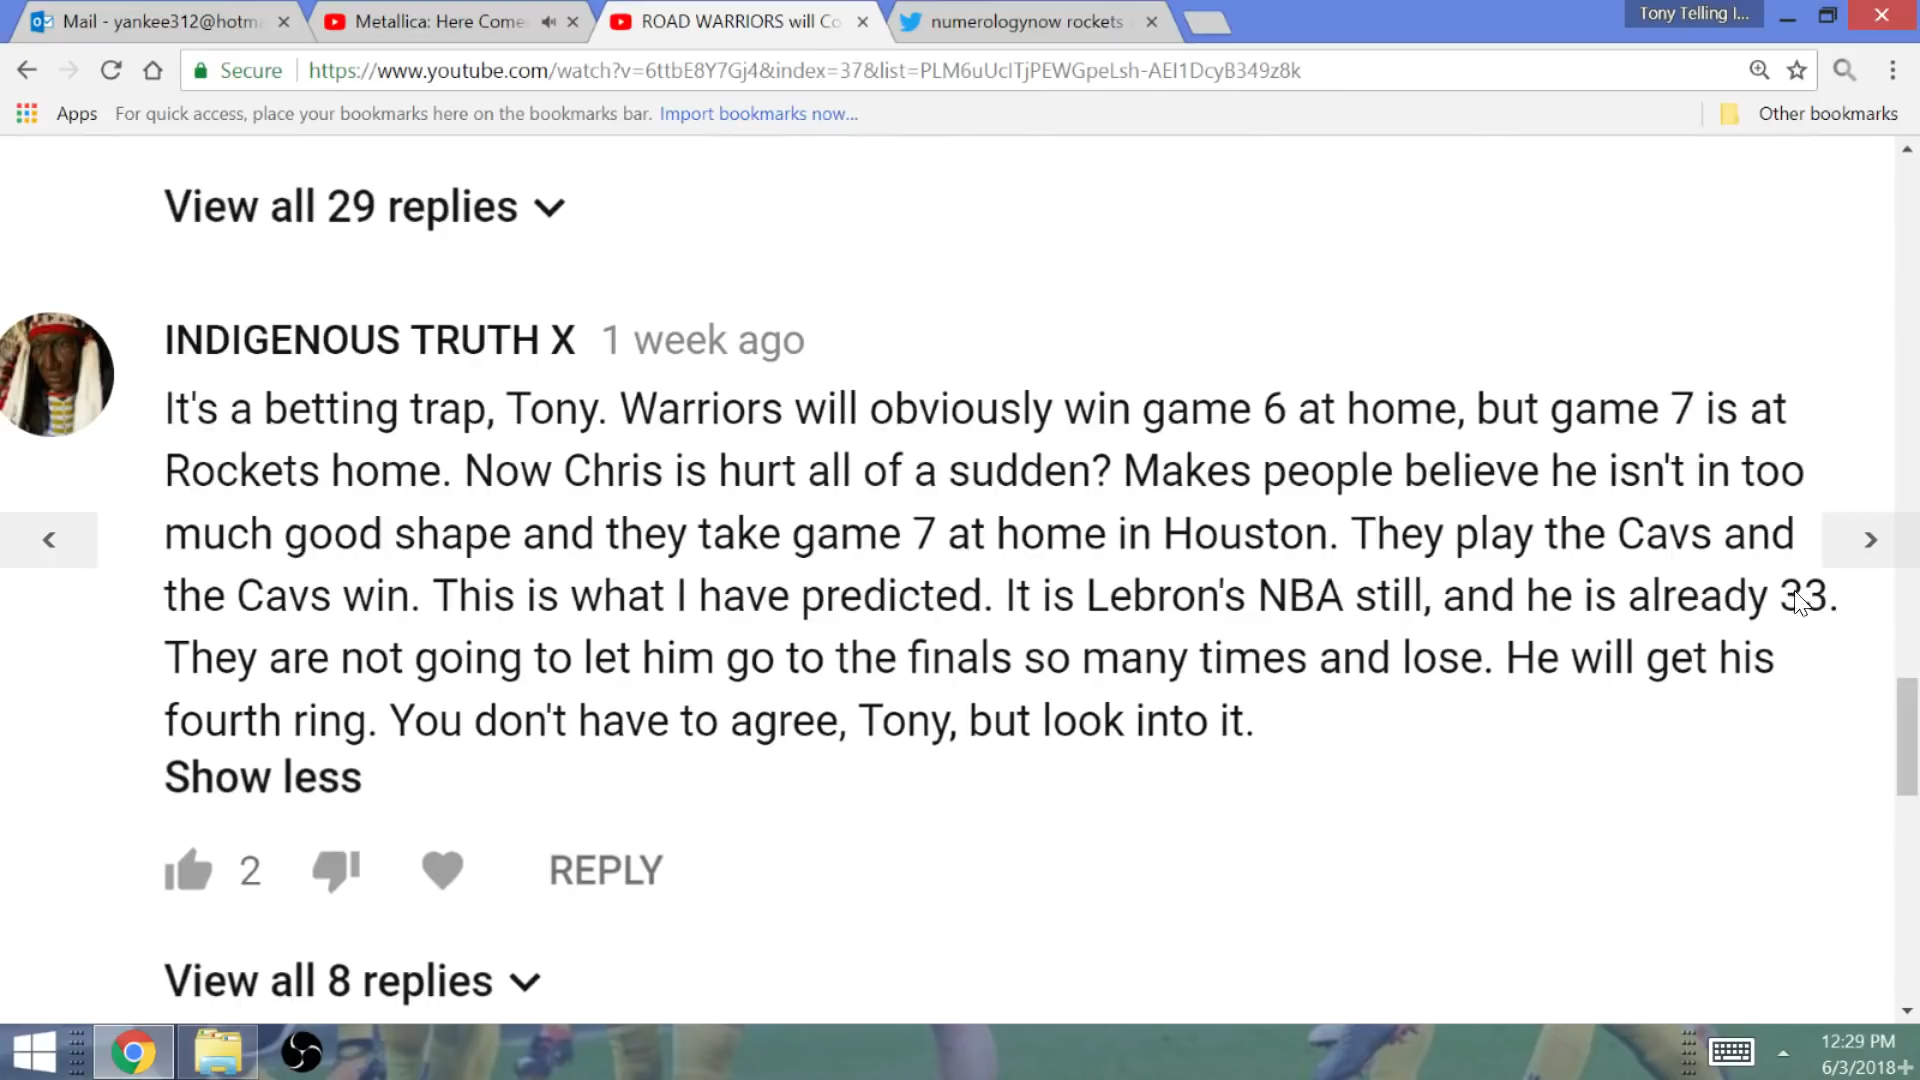 Mail - yankee312@hotm
Metallica: Here Come
ROAD WARRIORS will Co
numerologynow rockets
Tony Telling I...
Secure
https://www.youtube.com/watch?v=6ttbE8Y7Gj4&index=37&list=PLM6uUcITjPEWGpeLsh-AEI1DcyB349z8k
Apps
For quick access, place your bookmarks here on the bookmarks bar. Import bookmarks now...
Other bookmarks
View all 29 replies
INDIGENOUS TRUTH X 1 week ago
It's a betting trap, Tony. Warriors will obviously win game 6 at home, but game 7 is at
Rockets home. Now Chris is hurt all of a sudden? Makes people believe he isn't in too
much good shape and they take game 7 at home in Houston. They play the Cavs and
the Cavs win. This is what I have predicted. It is Lebron's NBA still, and he is already 33.
They are not going to let him go to the finals so many times and lose. He will get his
fourth ring. You don't have to agree, Tony, but look into it.
Show less
2
REPLY
View all 8 replies
12:29 PM
6/3/2018